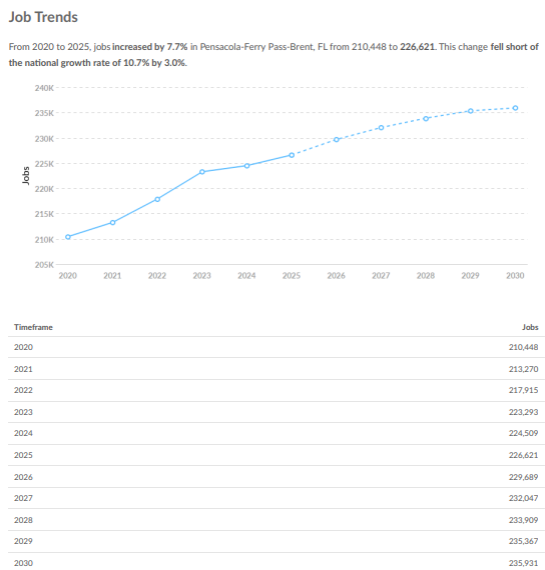 Job Trends
From 2020 to 2025, jobs increased by 7.7% in Pensacola-Ferry Pass-Brent, FL from 210,448 to 226,621. This change fell short of
the national growth rate of 10.7% by 3.0%.
240K
235K
230K
225K
220K
215K
210K
205K
Jobs
2020 2021 2022 2023 2024 2025 2026 2027 2028 2029 2030
Timeframe Jobs
2020 210,448
2021 213,270
2022 217,915
2023 223,293
2024 224,509
2025 226,621
2026 229,689
2027 232,047
2028 233,909
2029 235,367
2030 235,931